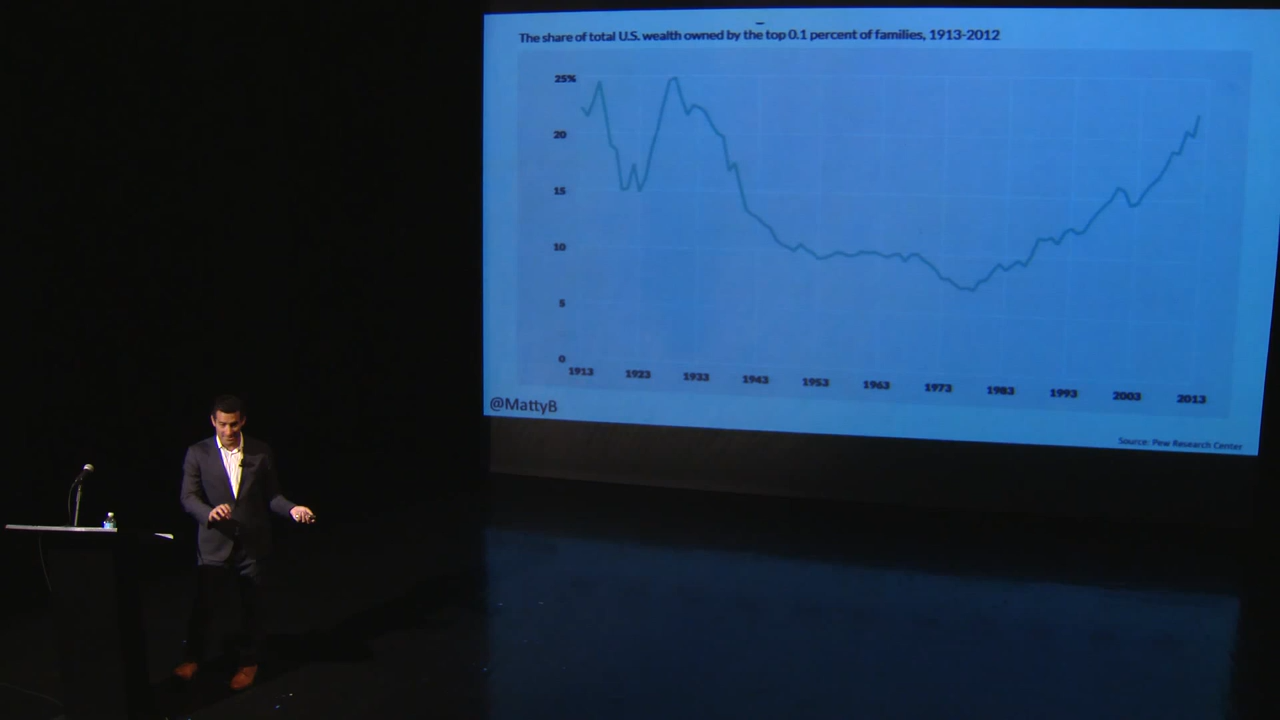 The share of total U.S. wealth owned by the top 0.1 percent of families, 1913-2012
25%
20
15
10
5
0
1913 1923 1933 1943 1953 1963 1973 1983 1993 2003 2013
@MattyB
Source: Pew Research Center